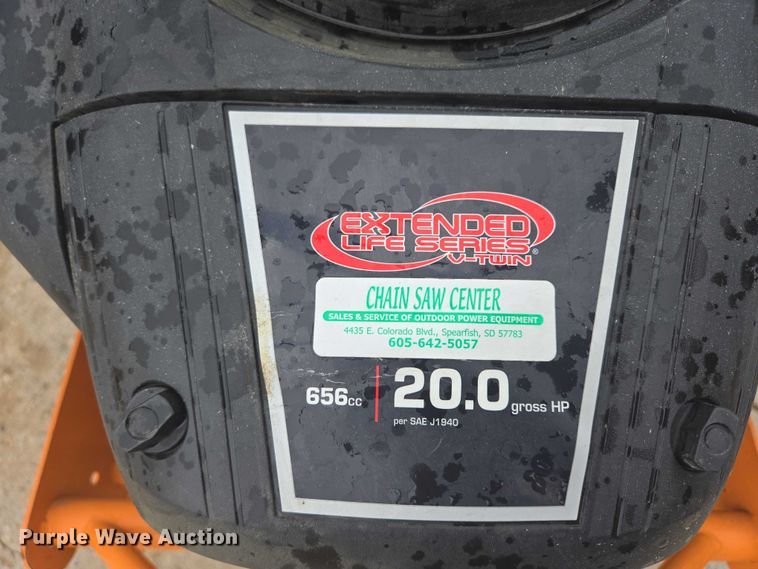 EXTENDED
LIFE SERIES®
V-TWIN
CHAIN SAW CENTER
SALES & SERVICE OF OUTDOOR POWER EQUIPMENT
4435 E. Colorado Blvd., Spearfish, SD 57783
605-642-5057
656cc 20.0 gross HP
per SAE J1940
Purple Wave Auction®